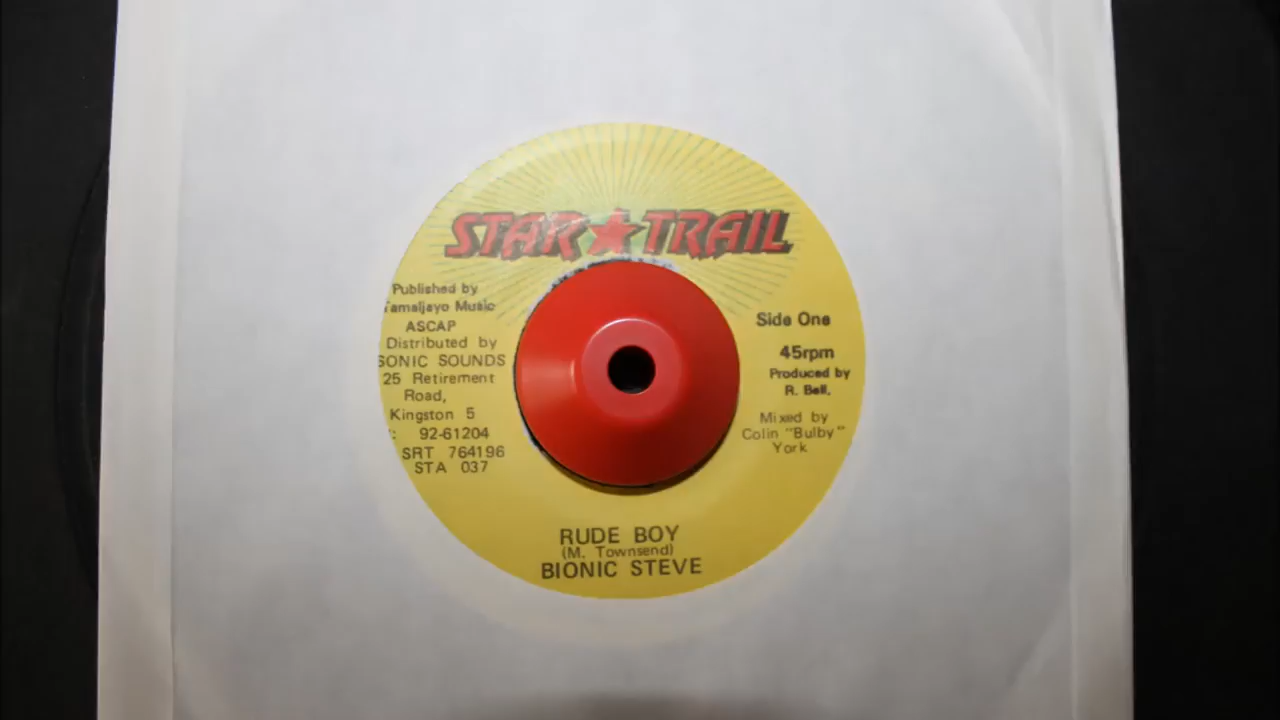 STAR TRAIL
Published by
Tamaljayo Music
ASCAP
Distributed by
SONIC SOUNDS
25 Retirement
Road,
Kingston 5
: 92-61204
SRT 764196
STA 037
Side One
45rpm
Produced by
R. Bell,
Mixed by
Colin "Bulby"
York
RUDE BOY
(M. Townsend)
BIONIC STEVE